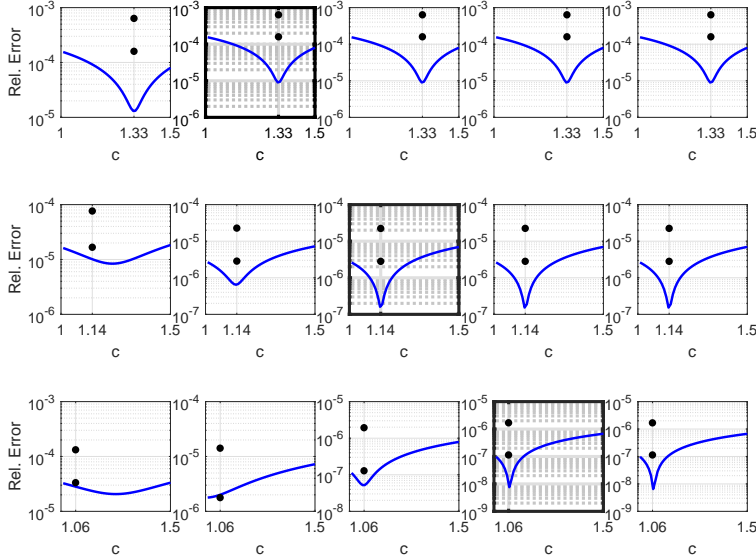 10^-3 10^-3 10^-3 10^-3 10^-3
Rel. Error
10^-4 10^-4 10^-4 10^-4 10^-4
10^-5 10^-5 10^-5 10^-5
10^-5 10^-6 10^-6 10^-6 10^-6
1 1.33 1.5 1 1.33 1.5 1 1.33 1.5 1 1.33 1.5 1 1.33 1.5
c c c c c
10^-4 10^-4 10^-4 10^-4 10^-4
Rel. Error
10^-5 10^-5 10^-5 10^-5 10^-5
10^-6 10^-6 10^-6 10^-6
10^-6 10^-7 10^-7 10^-7 10^-7
1 1.14 1.5 1 1.14 1.5 1 1.14 1.5 1 1.14 1.5 1 1.14 1.5
c c c c c
10^-3 10^-4 10^-5 10^-5 10^-5
Rel. Error
10^-6 10^-6
10^-4 10^-5 10^-6 10^-7 10^-7
10^-7 10^-8 10^-8
10^-5 10^-6 10^-8 10^-9 10^-9
1.06 1.5 1.06 1.5 1.06 1.5 1.06 1.5 1.06 1.5
c c c c c